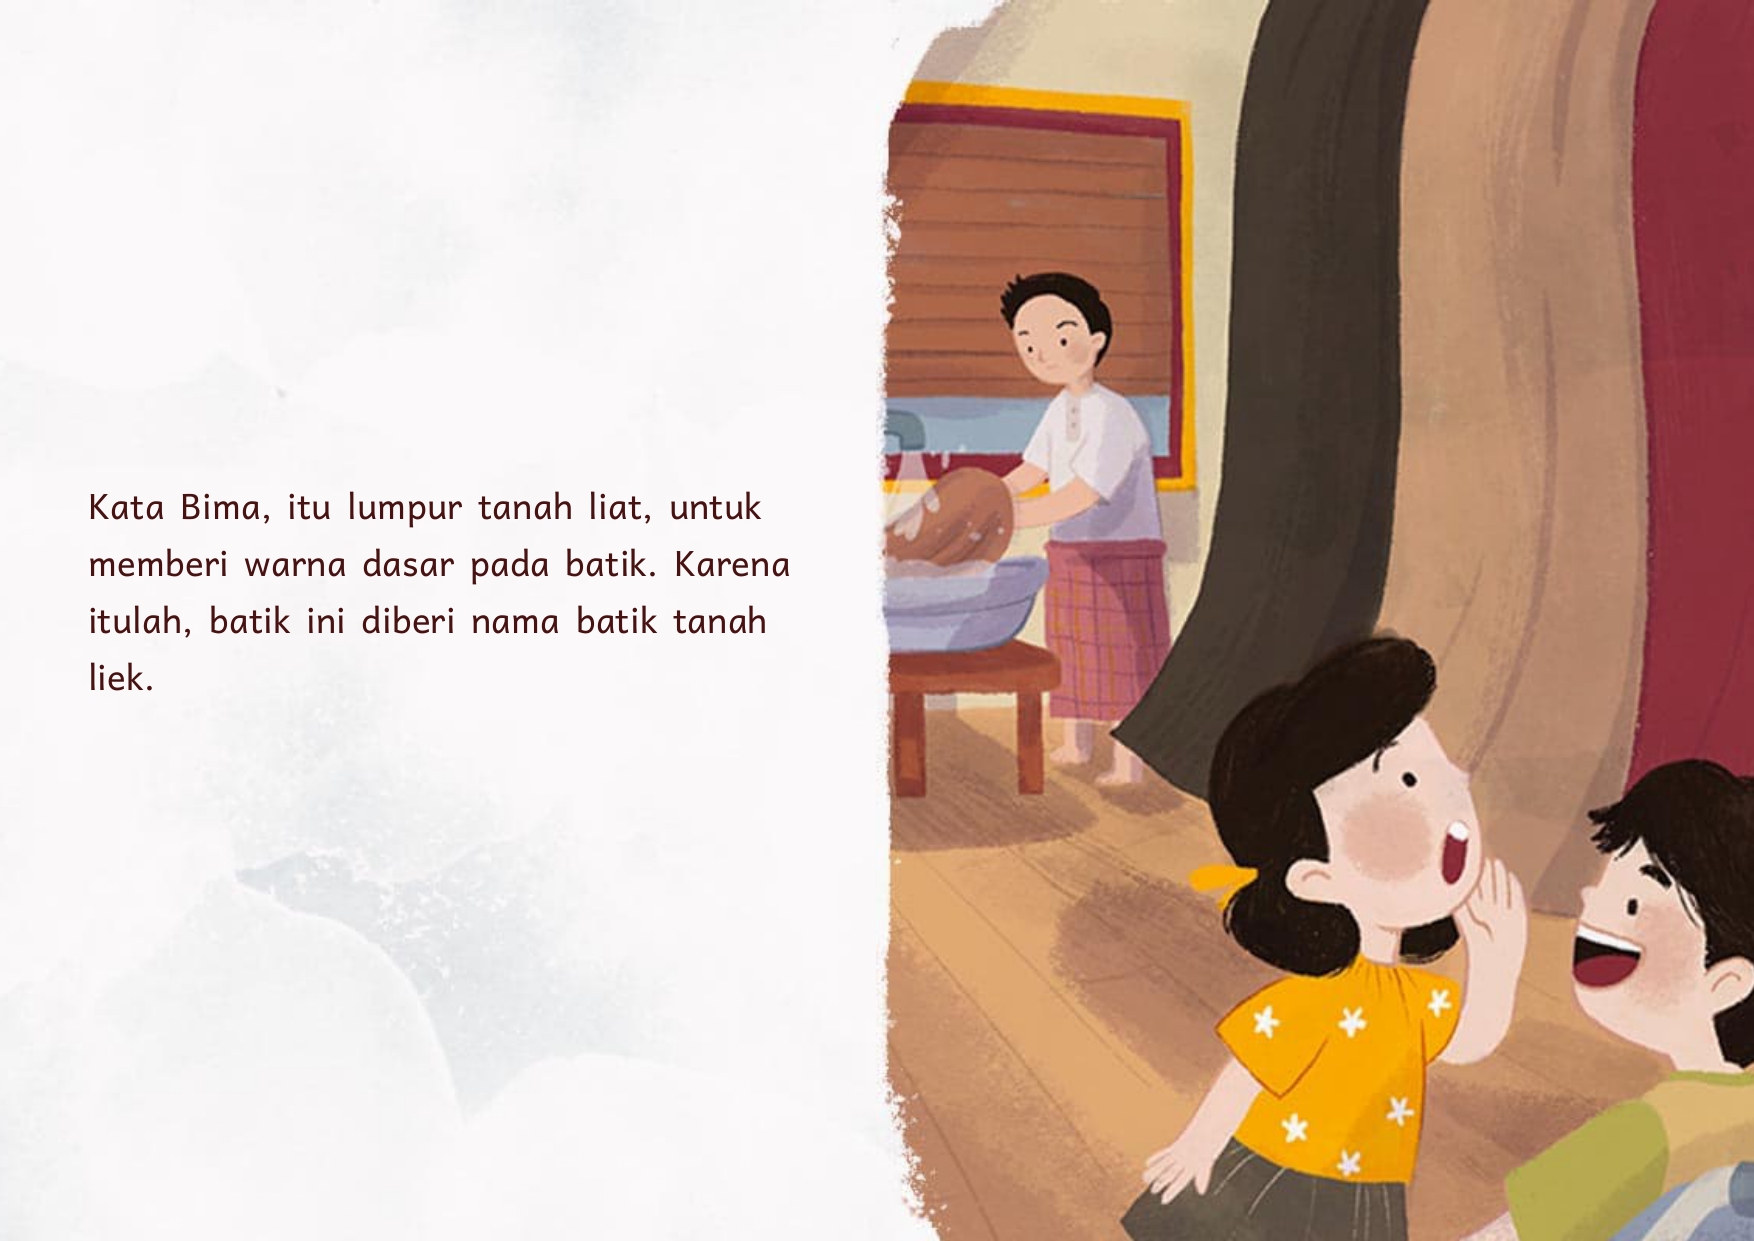 Kata Bima, itu lumpur tanah liat, untuk
memberi warna dasar pada batik. Karena
itulah, batik ini diberi nama batik tanah
liek.